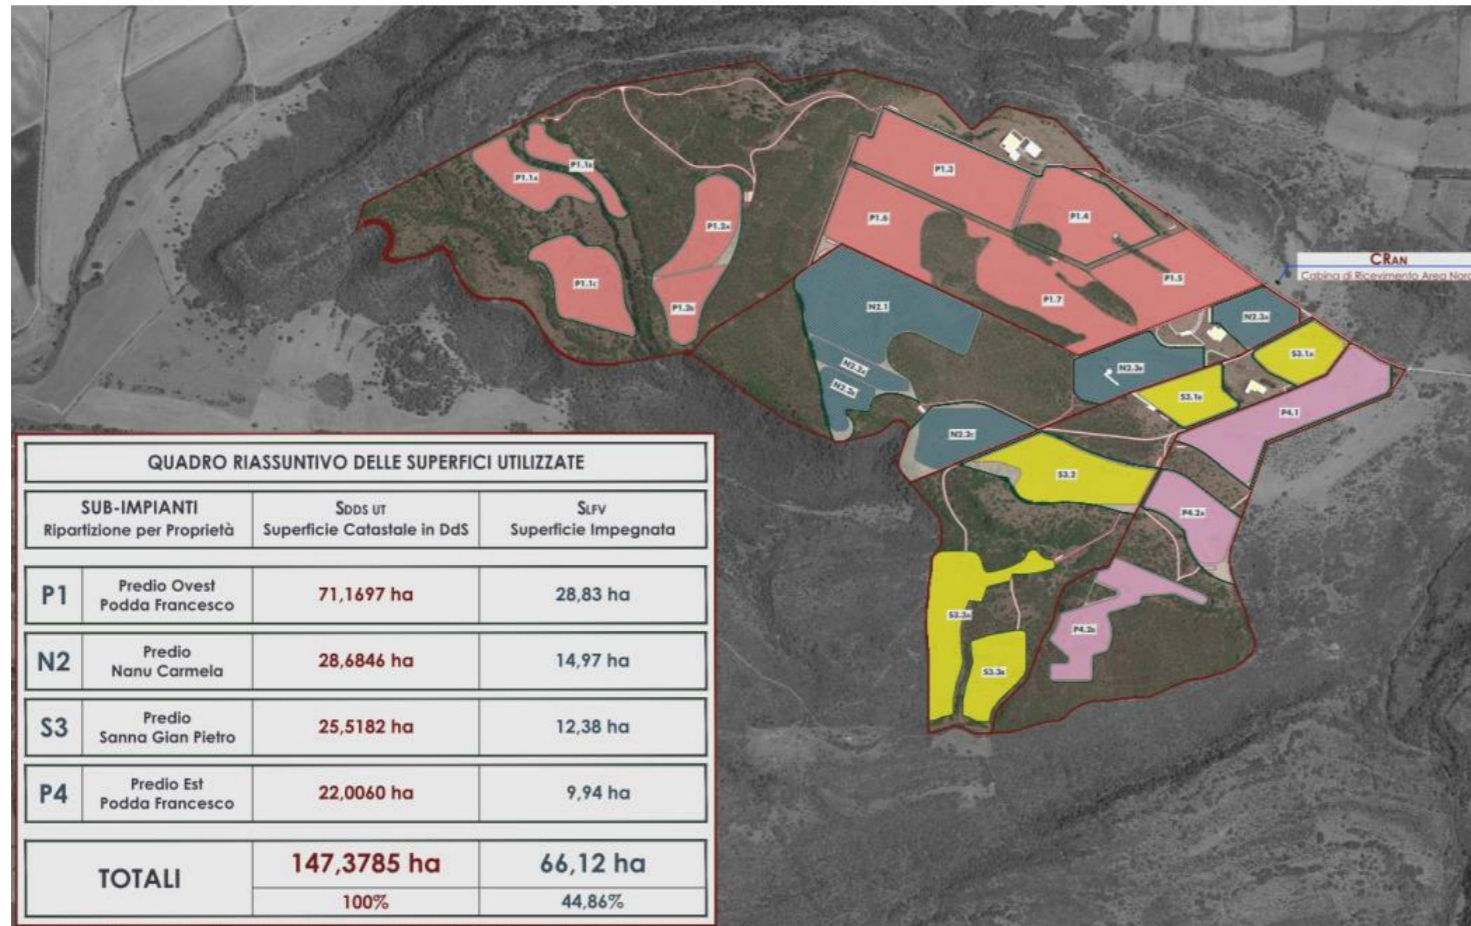 P1.1B
P1.1A
P1.3
P1.4
P1.2A
P1.6
CRAN
Cabina di Ricevimento Area Nord
P1.5
P1.1C
P1.7
P1.2B
N2.1
N2.3A
S3.1A
N2.2A
N2.3B
N2.2B
S3.1B
P4.1
N2.2C
S3.2
P4.2A
S3.3A
P4.2B
S3.3B
QUADRO RIASSUNTIVO DELLE SUPERFICI UTILIZZATE
SUB-IMPIANTI
Ripartizione per Proprietà
SDDS UT
Superficie Catastale in DdS
SLFV
Superficie Impegnata
P1
Predio Ovest
Podda Francesco
71,1697 ha
28,83 ha
N2
Predio
Nanu Carmela
28,6846 ha
14,97 ha
S3
Predio
Sanna Gian Pietro
25,5182 ha
12,38 ha
P4
Predio Est
Podda Francesco
22,0060 ha
9,94 ha
TOTALI
147,3785 ha
66,12 ha
100%
44,86%